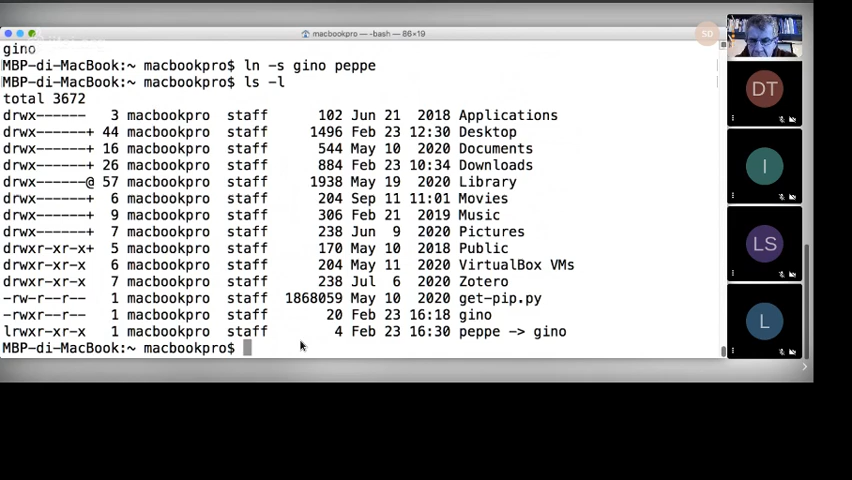 macbookpro — -bash — 86×19
SD
gino
MBP-di-MacBook:~ macbookpro$ ln -s gino peppe
MBP-di-MacBook:~ macbookpro$ ls -l
total 3672
drwx------ 3 macbookpro staff 102 Jun 21 2018 Applications
drwx------+ 44 macbookpro staff 1496 Feb 23 12:30 Desktop
drwx------+ 16 macbookpro staff 544 May 10 2020 Documents
drwx------+ 26 macbookpro staff 884 Feb 23 10:34 Downloads
drwx------@ 57 macbookpro staff 1938 May 19 2020 Library
drwx------+ 6 macbookpro staff 204 Sep 11 11:01 Movies
drwx------+ 9 macbookpro staff 306 Feb 21 2019 Music
drwx------+ 7 macbookpro staff 238 Jun 9 2020 Pictures
drwxr-xr-x+ 5 macbookpro staff 170 May 10 2018 Public
drwxr-xr-x 6 macbookpro staff 204 May 11 2020 VirtualBox VMs
drwxr-xr-x 7 macbookpro staff 238 Jul 6 2020 Zotero
-rw-r--r-- 1 macbookpro staff 1868059 May 10 2020 get-pip.py
-rwxr--r-- 1 macbookpro staff 20 Feb 23 16:18 gino
lrwxr-xr-x 1 macbookpro staff 4 Feb 23 16:30 peppe -> gino
MBP-di-MacBook:~ macbookpro$
DT
I
LS
L